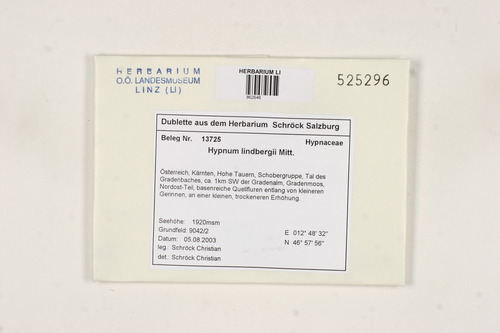 HERBARIUM
O.Ö. LANDESMUSEUM
LINZ (LI)
HERBARIUM LI
525296
Dublette aus dem Herbarium Schröck Salzburg
Beleg Nr. 13725 Hypnaceae
Hypnum lindbergii Mitt.
Österreich, Kärnten, Hohe Tauern, Schobergruppe, Tal des
Gradenbaches, ca. 1km SW der Gradenalm, Gradenmoos,
Nordost-Teil, basenreiche Quellfluren entlang von kleineren
Gerinnen, an einer kleinen, trockeneren Erhöhung.
Seehöhe: 1920msm
Grundfeld: 9042/2 E 012° 48' 32"
Datum: 05.08.2003 N 46° 57' 56"
leg.: Schröck Christian
det.: Schröck Christian